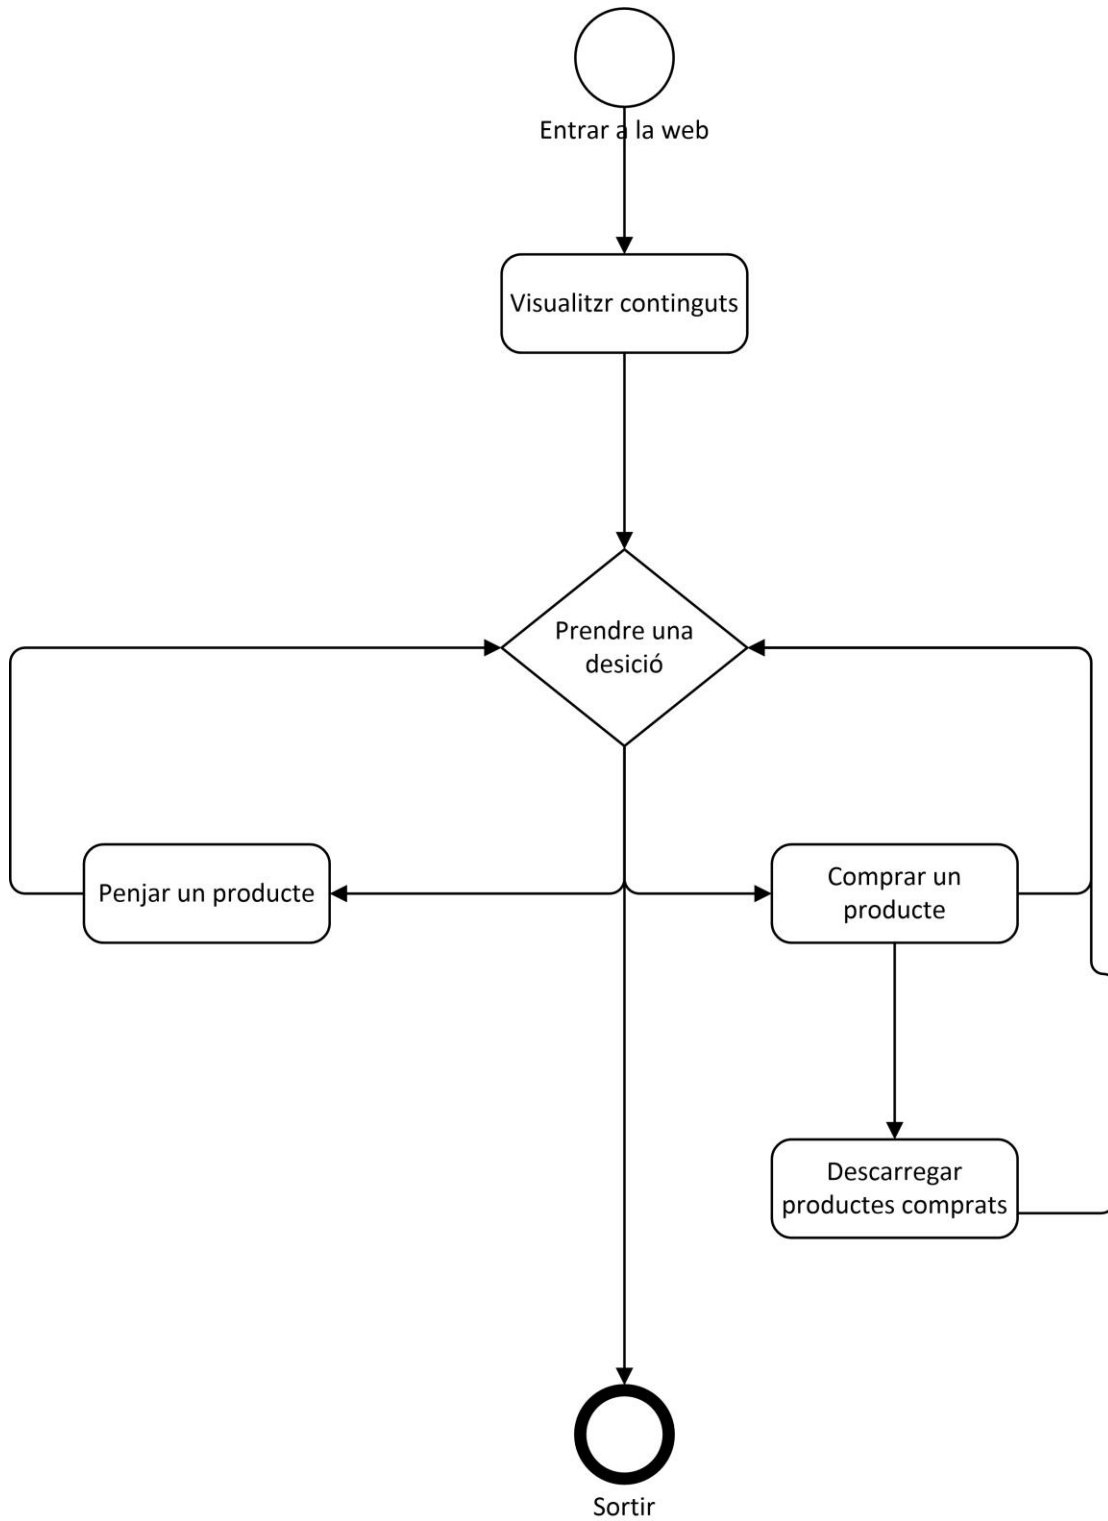 Entrar a la web
Visualitzr continguts
Prendre una
desició
Penjar un producte
Comprar un
producte
Descarregar
productes comprats
Sortir